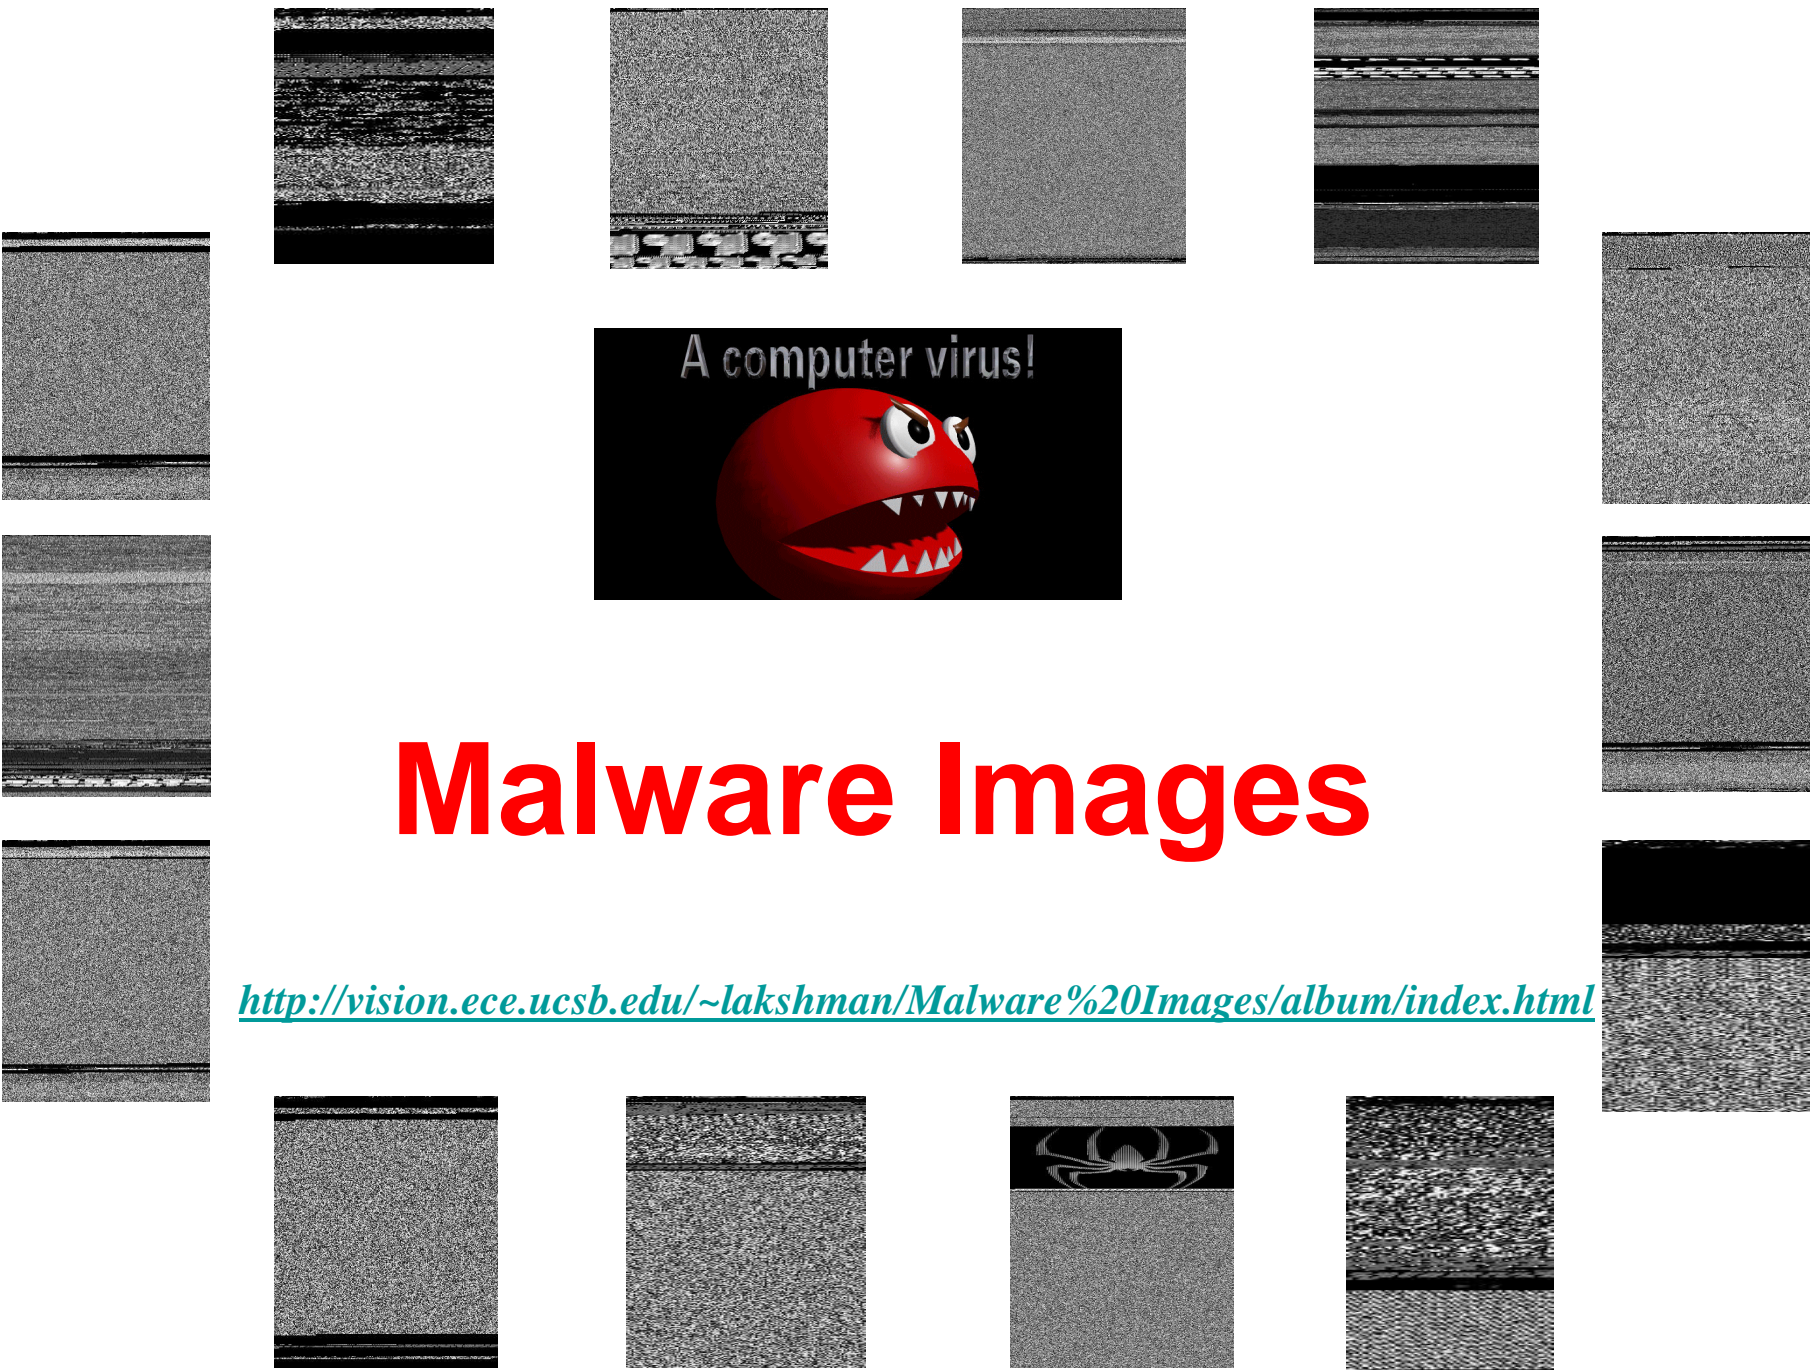 A computer virus!
Malware Images
http://vision.ece.ucsb.edu/~lakshman/Malware%20Images/album/index.html